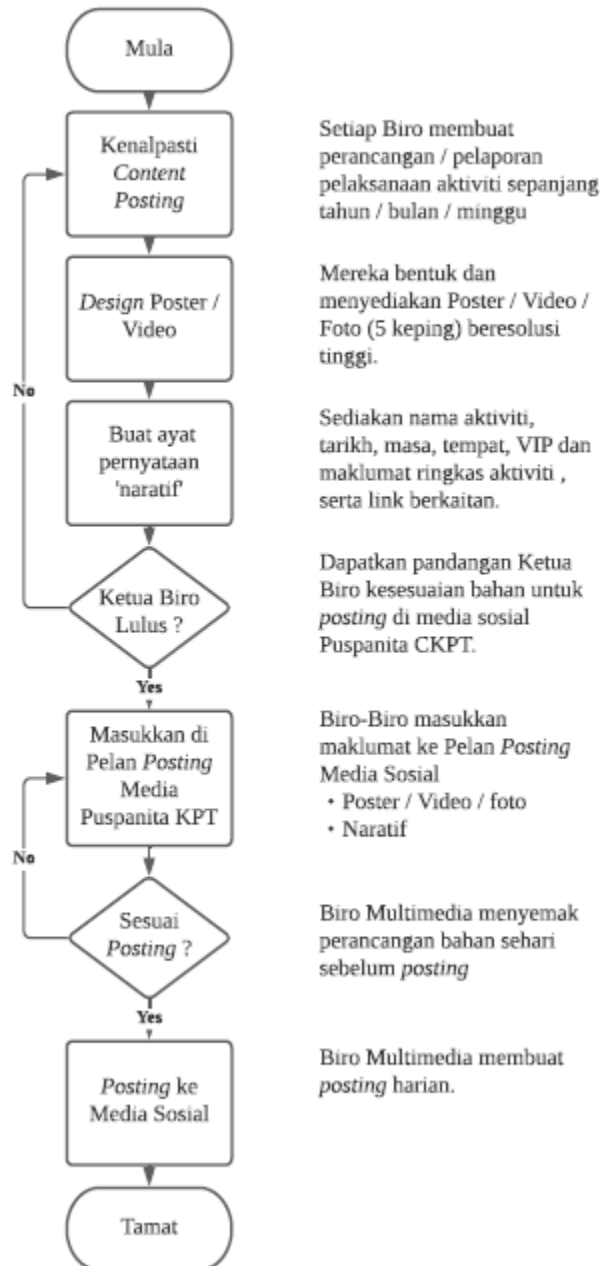 Mula
Kenalpasti
Content
Posting
Setiap Biro membuat
perancangan / pelaporan
pelaksanaan aktiviti sepanjang
tahun / bulan / minggu
Design Poster /
Video
Mereka bentuk dan
menyediakan Poster / Video /
Foto (5 keping) beresolusi
tinggi.
No
Buat ayat
pernyataan
'naratif'
Sediakan nama aktiviti,
tarikh, masa, tempat, VIP dan
maklumat ringkas aktiviti ,
serta link berkaitan.
Ketua Biro
Lulus ?
Dapatkan pandangan Ketua
Biro kesesuaian bahan untuk
posting di media sosial
Puspanita CKPT.
Yes
Masukkan di
Pelan Posting
Media
Puspanita KPT
Biro-Biro masukkan
maklumat ke Pelan Posting
Media Sosial
• Poster / Video / foto
• Naratif
No
Sesuai
Posting ?
Biro Multimedia menyemak
perancangan bahan sehari
sebelum posting
Yes
Posting ke
Media Sosial
Biro Multimedia membuat
posting harian.
Tamat